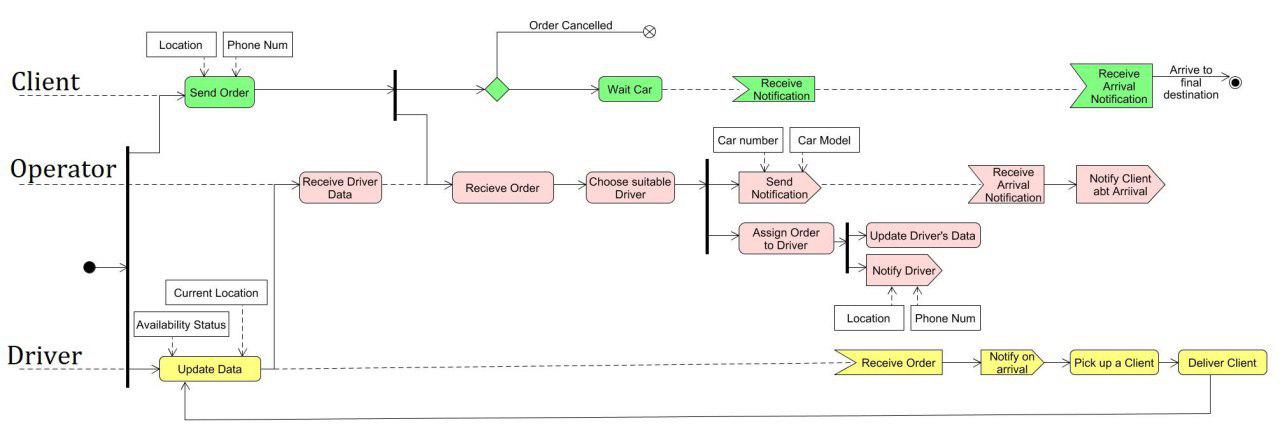 Order Cancelled
Location
Phone Num
Client
Send Order
Wait Car
Receive
Notification
Receive
Arrival
Notification
Arrive to
final
destination
Car number
Car Model
Operator
Receive Driver
Data
Recieve Order
Choose suitable
Driver
Send
Notification
Receive
Arrival
Notification
Notify Client
abt Arriival
Assign Order
to Driver
Update Driver's Data
Notify Driver
Current Location
Availability Status
Location
Phone Num
Driver
Update Data
Receive Order
Notify on
arrival
Pick up a Client
Deliver Client